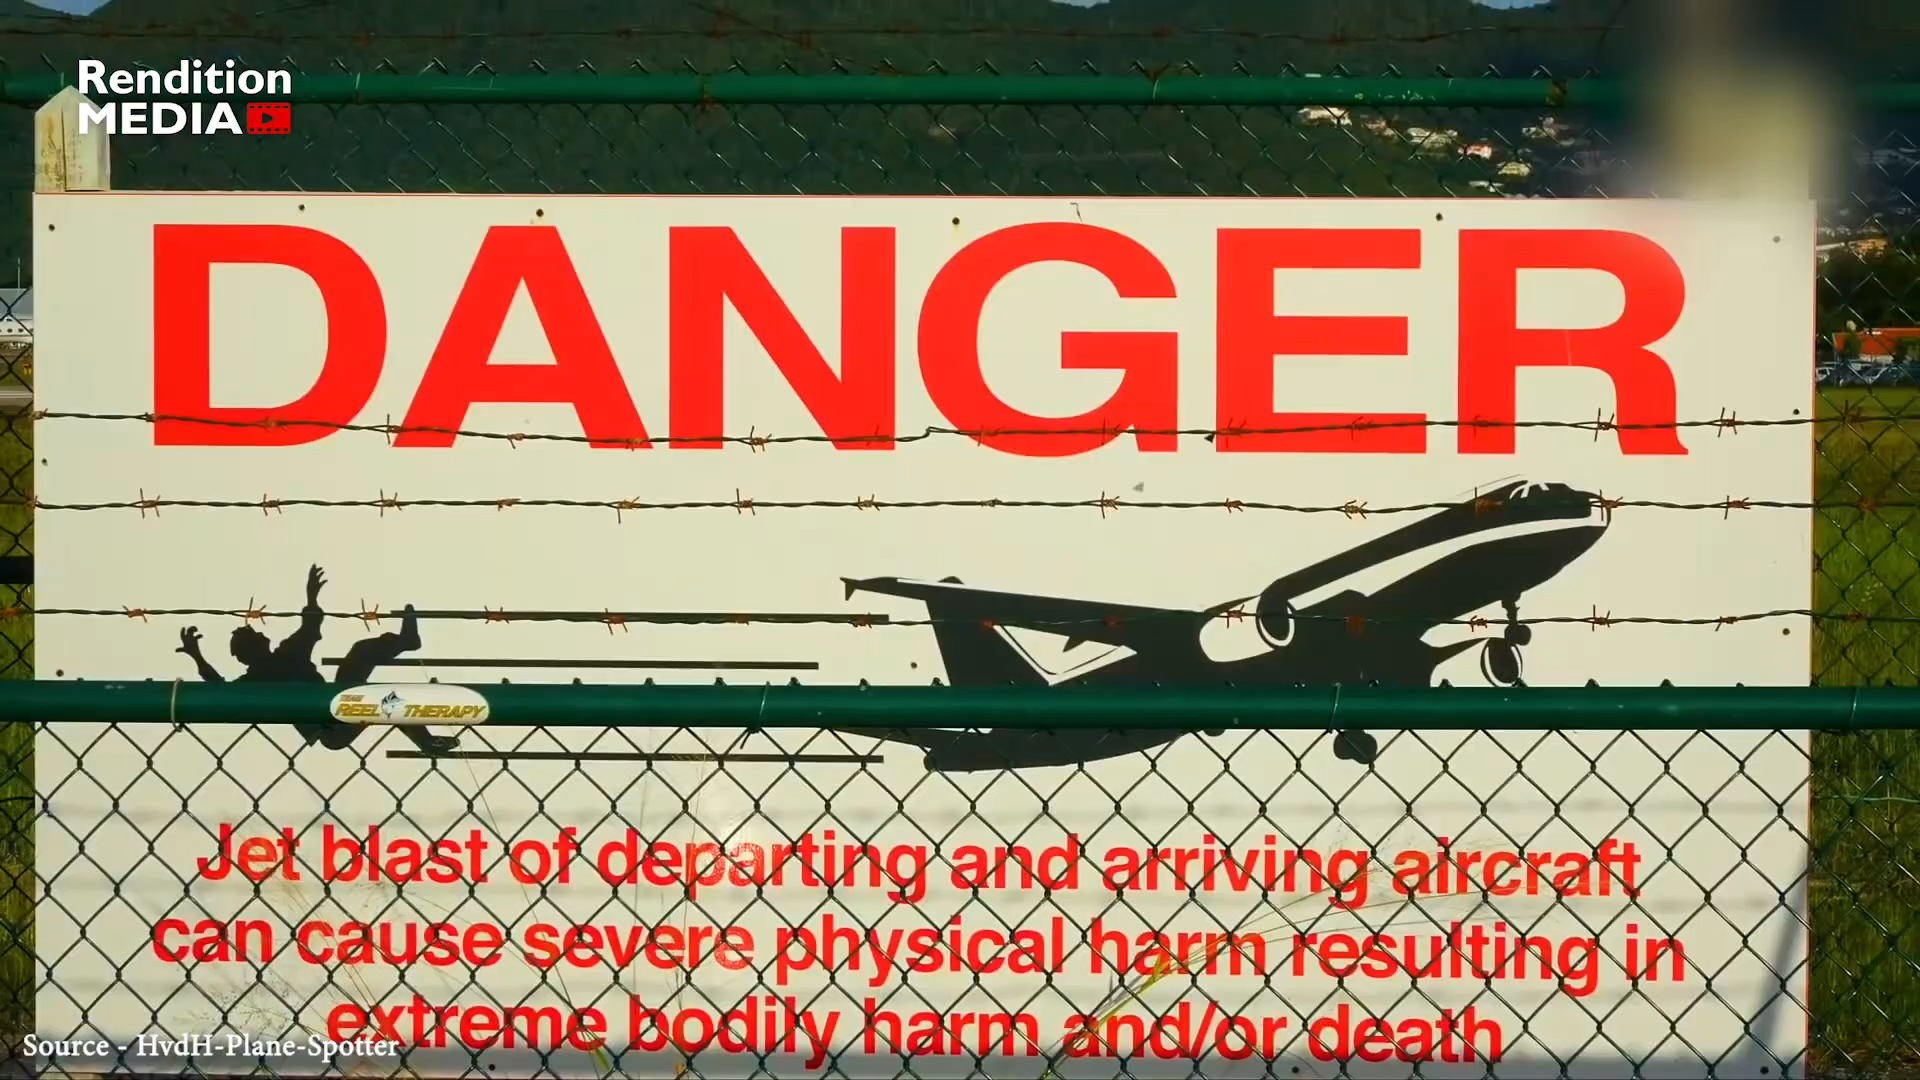 Rendition
MEDIA
DANGER
TEAM
REEL THERAPY
Jet blast of departing and arriving aircraft
can cause severe physical harm resulting in
extreme bodily harm and/or death
Source - HvdH-Plane-Spotter